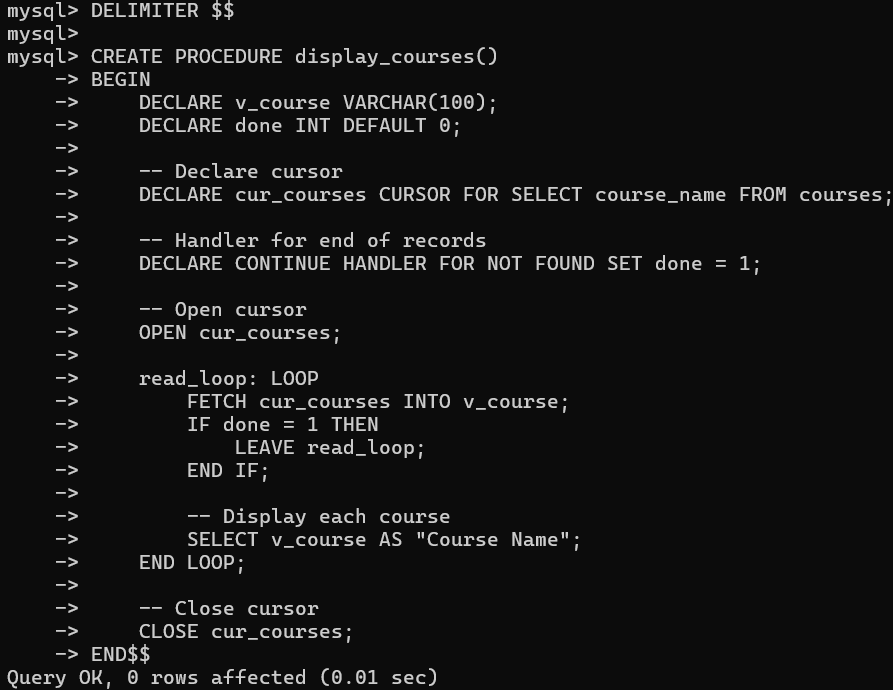 mysql> DELIMITER $$
mysql>
mysql> CREATE PROCEDURE display_courses()
    -> BEGIN
    ->     DECLARE v_course VARCHAR(100);
    ->     DECLARE done INT DEFAULT 0;
    ->
    ->     -- Declare cursor
    ->     DECLARE cur_courses CURSOR FOR SELECT course_name FROM courses;
    ->
    ->     -- Handler for end of records
    ->     DECLARE CONTINUE HANDLER FOR NOT FOUND SET done = 1;
    ->
    ->     -- Open cursor
    ->     OPEN cur_courses;
    ->
    ->     read_loop: LOOP
    ->         FETCH cur_courses INTO v_course;
    ->         IF done = 1 THEN
    ->             LEAVE read_loop;
    ->         END IF;
    ->
    ->         -- Display each course
    ->         SELECT v_course AS "Course Name";
    ->     END LOOP;
    ->
    ->     -- Close cursor
    ->     CLOSE cur_courses;
    -> END$$
Query OK, 0 rows affected (0.01 sec)